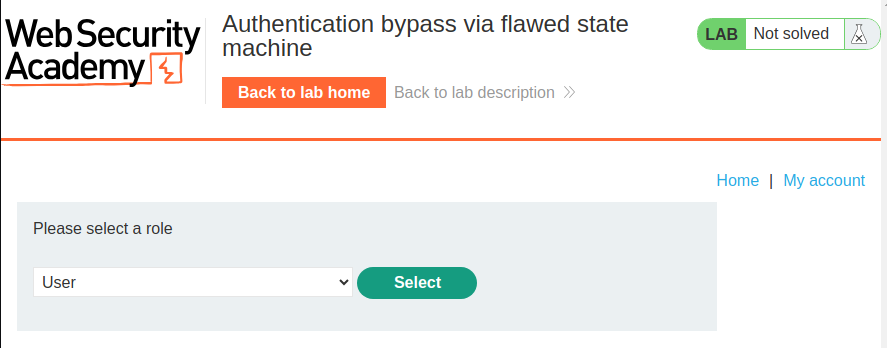 Web Security
Academy
Authentication bypass via flawed state
machine
LAB Not solved
Back to lab home Back to lab description
Home | My account
Please select a role
User Select